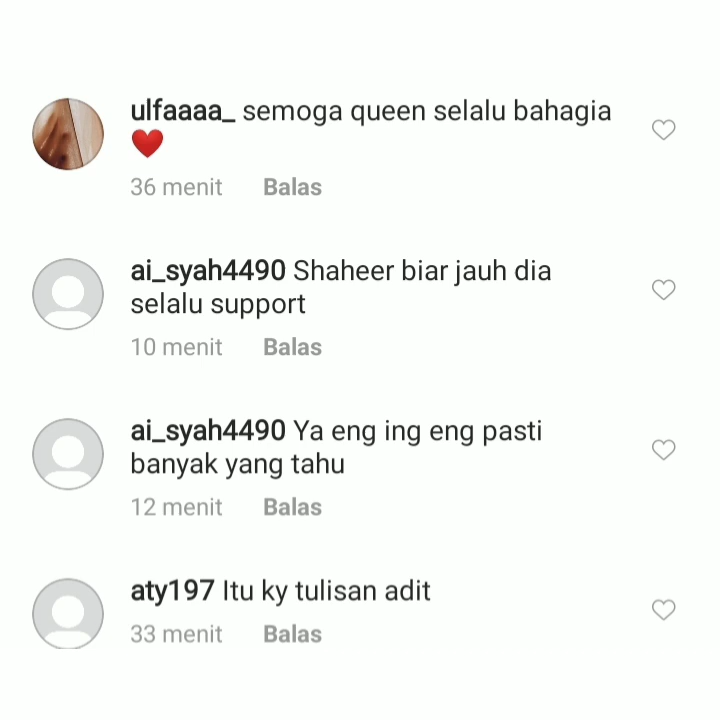 ulfaaaa_ semoga queen selalu bahagia
❤️
36 menit Balas
ai_syah4490 Shaheer biar jauh dia
selalu support
10 menit Balas
ai_syah4490 Ya eng ing eng pasti
banyak yang tahu
12 menit Balas
aty197 Itu ky tulisan adit
33 menit Balas